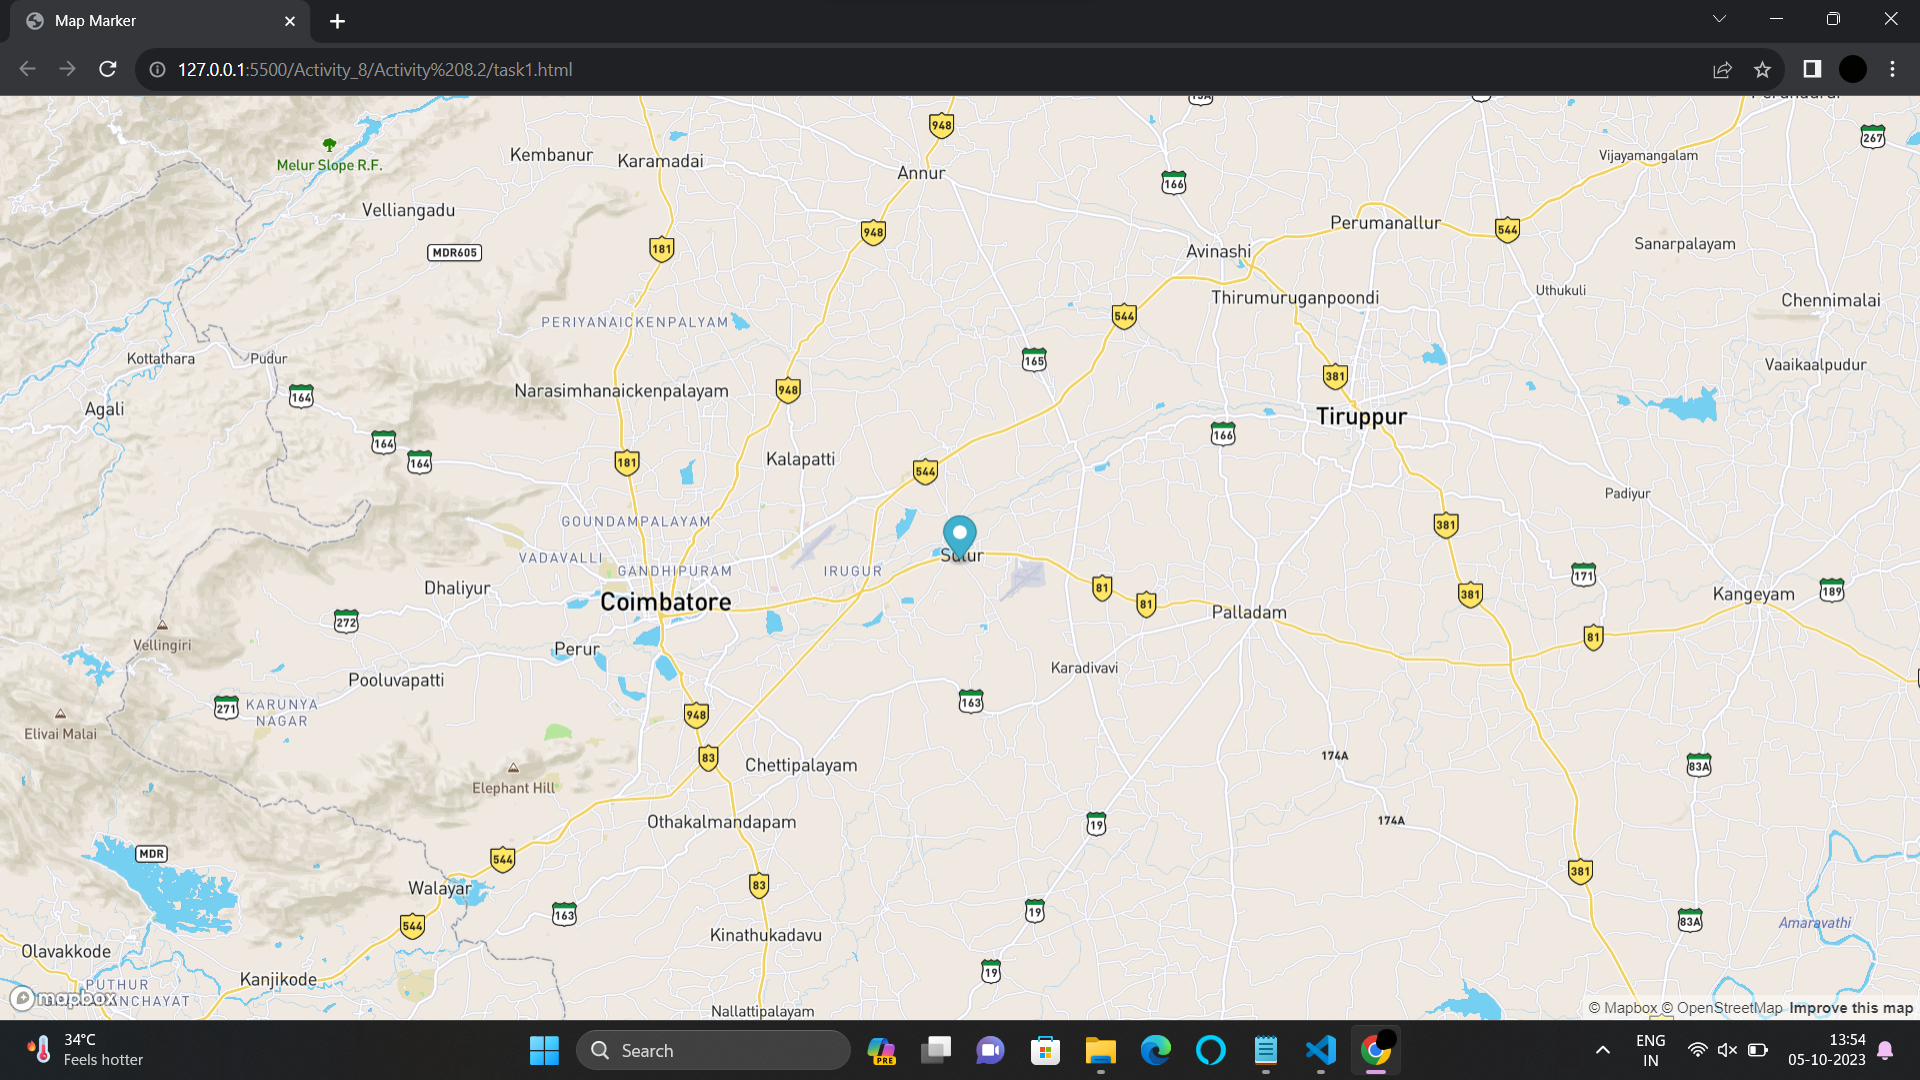 Map Marker
127.0.0.1:5500/Activity_8/Activity%208.2/task1.html
948
267
Melur Slope R.F.
Kembanur
Karamadai
Annur
Vijayamangalam
166
Velliangadu
948
Perumanallur
544
MDR605
181
Avinashi
Sanarpalayam
Thirumuruganpoondi
Uthukuli
Chennimalai
PERIYANAICKENPALYAM
544
Kottathara
Pudur
165
Vaaikaalpudur
164
Narasimhanaickenpalayam
948
381
Agali
Tiruppur
164
166
164
181
Kalapatti
544
Padiyur
GOUNDAMPALAYAM
381
VADAVALLI
Sulur
GANDHIPURAM
IRUGUR
171
Dhaliyur
81
81
381
Kangeyam
189
Coimbatore
272
Palladam
Vellingiri
Perur
81
Karadivavi
Pooluvapatti
271
KARUNYA
NAGAR
948
163
Elivai Malai
83
Chettipalayam
174A
83A
Elephant Hill
Othakalmandapam
19
174A
MDR
544
381
Walayar
83
163
19
544
83A
Amaravathi
Olavakkode
Kinathukadavu
Kanjikode
19
PUTHUR
mapbox
Nallattipalayam
© Mapbox © OpenStreetMap Improve this map
34°C
Feels hotter
Search
PRE
ENG
IN
13:54
05-10-2023